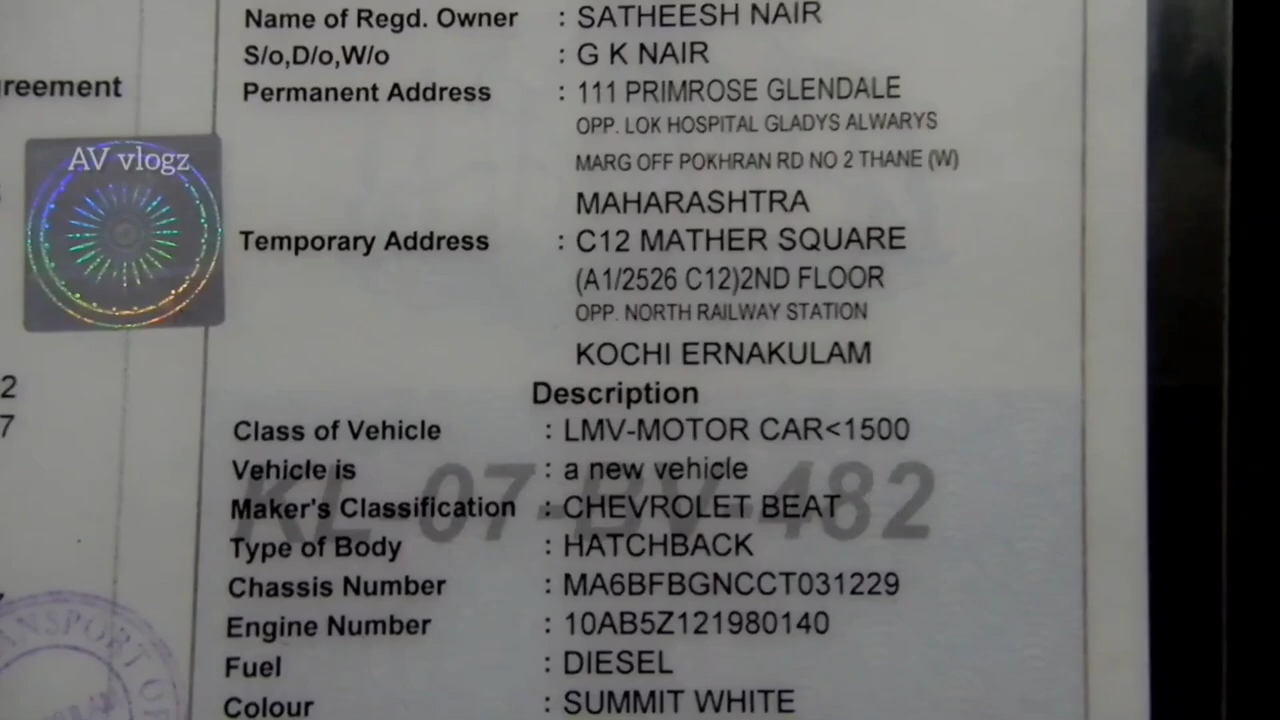 Name of Regd. Owner : SATHEESH NAIR
S/o,D/o,W/o : G K NAIR
reement
Permanent Address : 111 PRIMROSE GLENDALE
OPP. LOK HOSPITAL GLADYS ALWARYS
AV vlogz
MARG OFF POKHRAN RD NO 2 THANE (W)
MAHARASHTRA
Temporary Address : C12 MATHER SQUARE
(A1/2526 C12)2ND FLOOR
OPP. NORTH RAILWAY STATION
KOCHI ERNAKULAM
2
Description
7
Class of Vehicle : LMV-MOTOR CAR<1500
Vehicle is : a new vehicle
KL-07-BV-482
Maker's Classification : CHEVROLET BEAT
Type of Body : HATCHBACK
Chassis Number : MA6BFBGNCCT031229
Engine Number : 10AB5Z121980140
ANSPORT OF
Fuel : DIESEL
Colour : SUMMIT WHITE